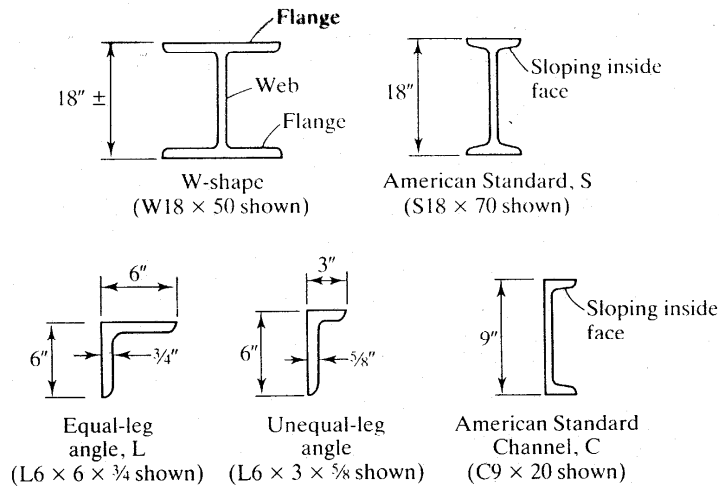 Flange
18" ±
Web
Flange
W-shape
(W18 × 50 shown)
18"
Sloping inside
face
American Standard, S
(S18 × 70 shown)
6"
6"
3/4"
Equal-leg
angle, L
(L6 × 6 × 3/4 shown)
3"
6"
5/8"
Unequal-leg
angle
(L6 × 3 × 5/8 shown)
9"
Sloping inside
face
American Standard
Channel, C
(C9 × 20 shown)